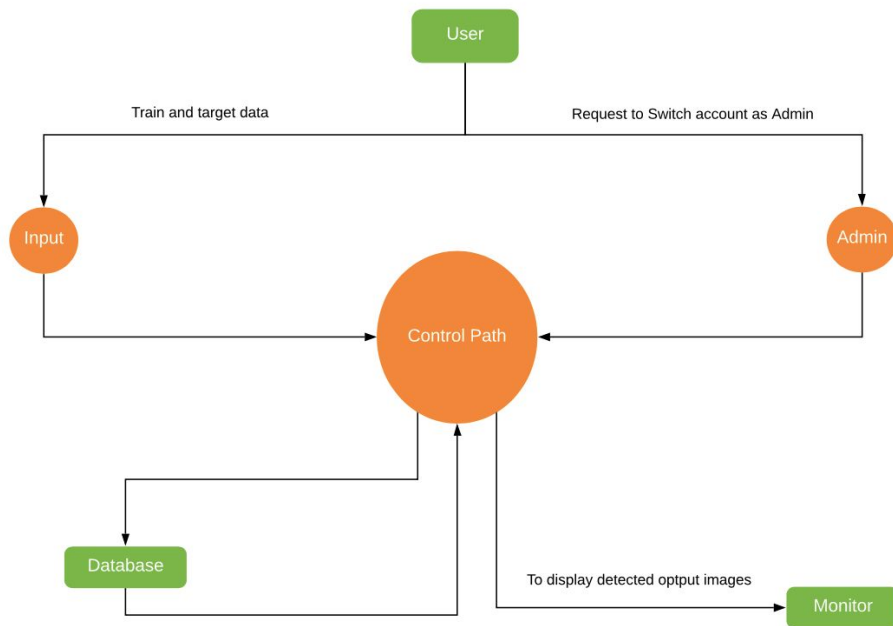 User
Train and target data
Request to Switch account as Admin
Input
Admin
Control Path
Database
To display detected optput images
Monitor